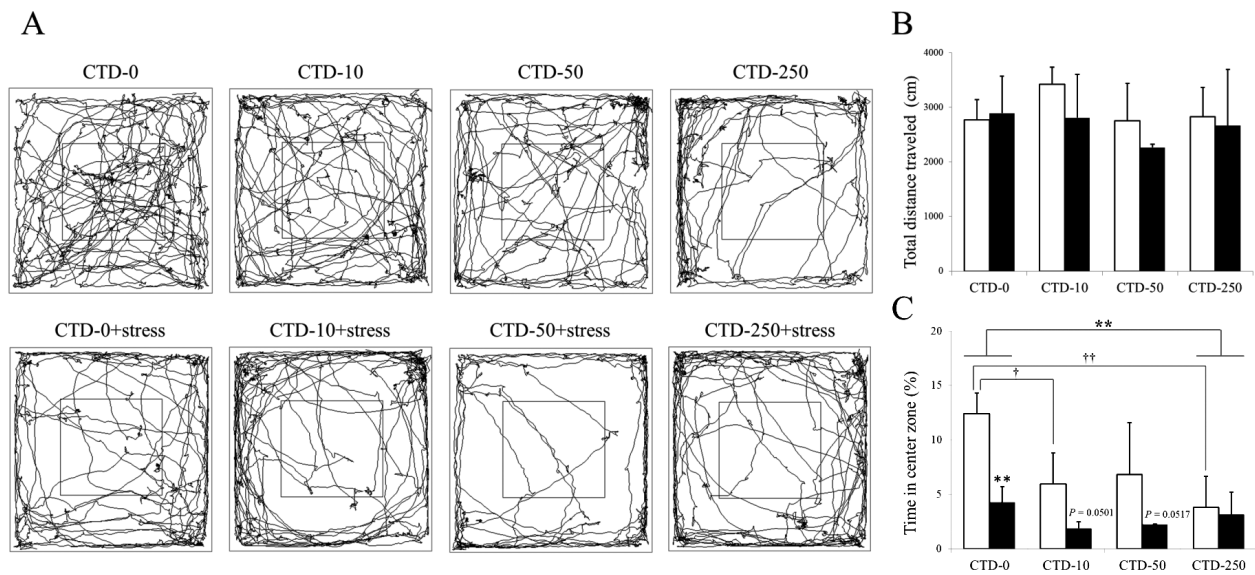 A
CTD-0
CTD-10
CTD-50
CTD-250
CTD-0+stress
CTD-10+stress
CTD-50+stress
CTD-250+stress
B
Total distance traveled (cm)
4000
3000
2000
1000
0
CTD-0
CTD-10
CTD-50
CTD-250
C
Time in center zone (%)
20
15
10
5
0
**
††
†
**
P = 0.0501
P = 0.0517
CTD-0
CTD-10
CTD-50
CTD-250